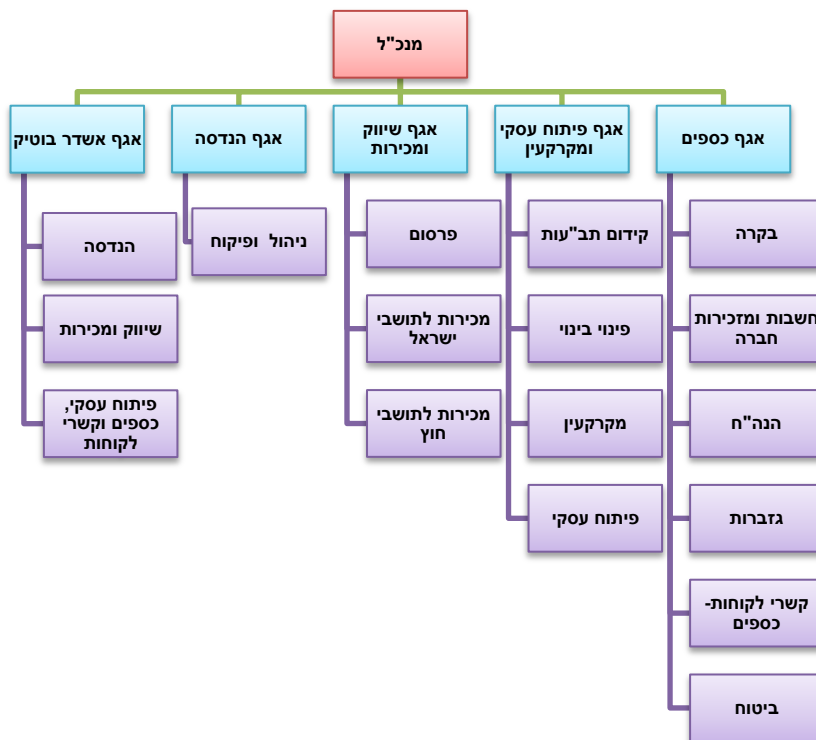 מנכ"ל
אגף כספים
בקרה
חשבות ומזכירות
חברה
הנה"ח
גזברות
קשרי לקוחות-
כספים
ביטוח
אגף פיתוח עסקי
ומקרקעין
קידום תב"עות
פינוי בינוי
מקרקעין
פיתוח עסקי
אגף שיווק
ומכירות
פרסום
מכירות לתושבי
ישראל
מכירות לתושבי
חוץ
אגף הנדסה
ניהול ופיקוח
אגף אשדר בוטיק
הנדסה
שיווק ומכירות
פיתוח עסקי,
כספים וקשרי
לקוחות